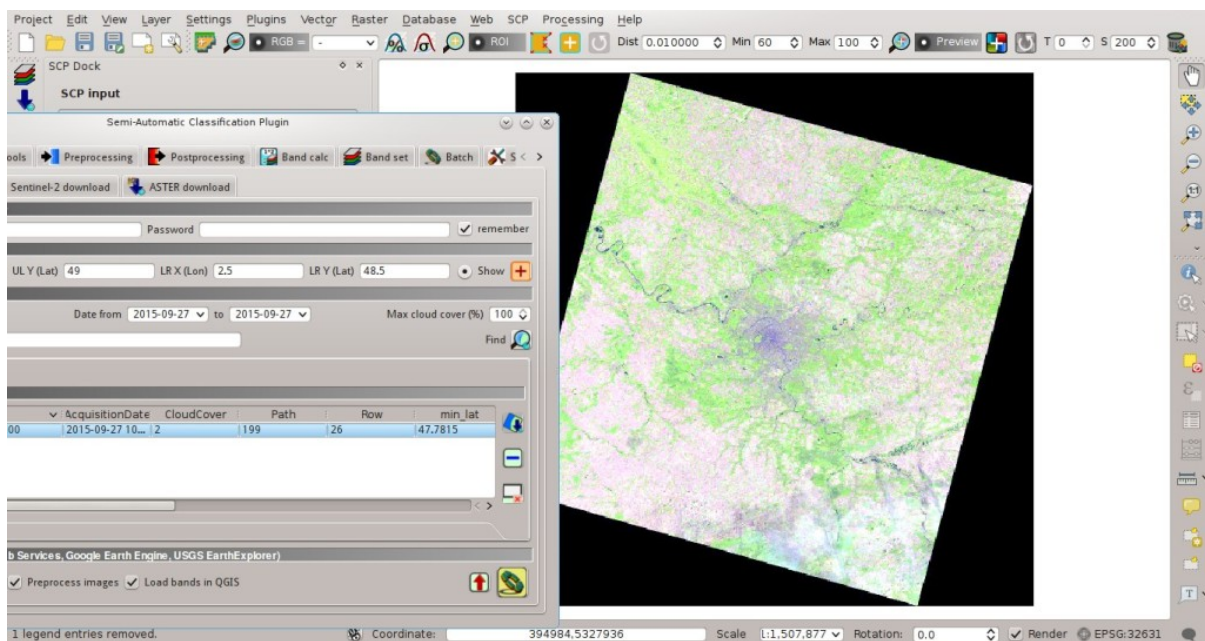 Project Edit View Layer Settings Plugins Vector Raster Database Web SCP Processing Help
RGB = - ROI Dist 0.010000 Min 60 Max 100 Preview T 0 S 200
SCP Dock
SCP input
Semi-Automatic Classification Plugin
ools Preprocessing Postprocessing Band calc Band set Batch S < >
Sentinel-2 download ASTER download
Password remember
UL Y (Lat) 49 LR X (Lon) 2.5 LR Y (Lat) 48.5 Show
Date from 2015-09-27 to 2015-09-27 Max cloud cover (%) 100
Find
AcquisitionDate CloudCover Path Row min_lat
00 2015-09-27 10... 2 199 26 47.7815
b Services, Google Earth Engine, USGS EarthExplorer)
Preprocess images Load bands in QGIS
1 legend entries removed. Coordinate: 394984,5327936 Scale 1:1,507,877 Rotation: 0.0 Render EPSG:32631